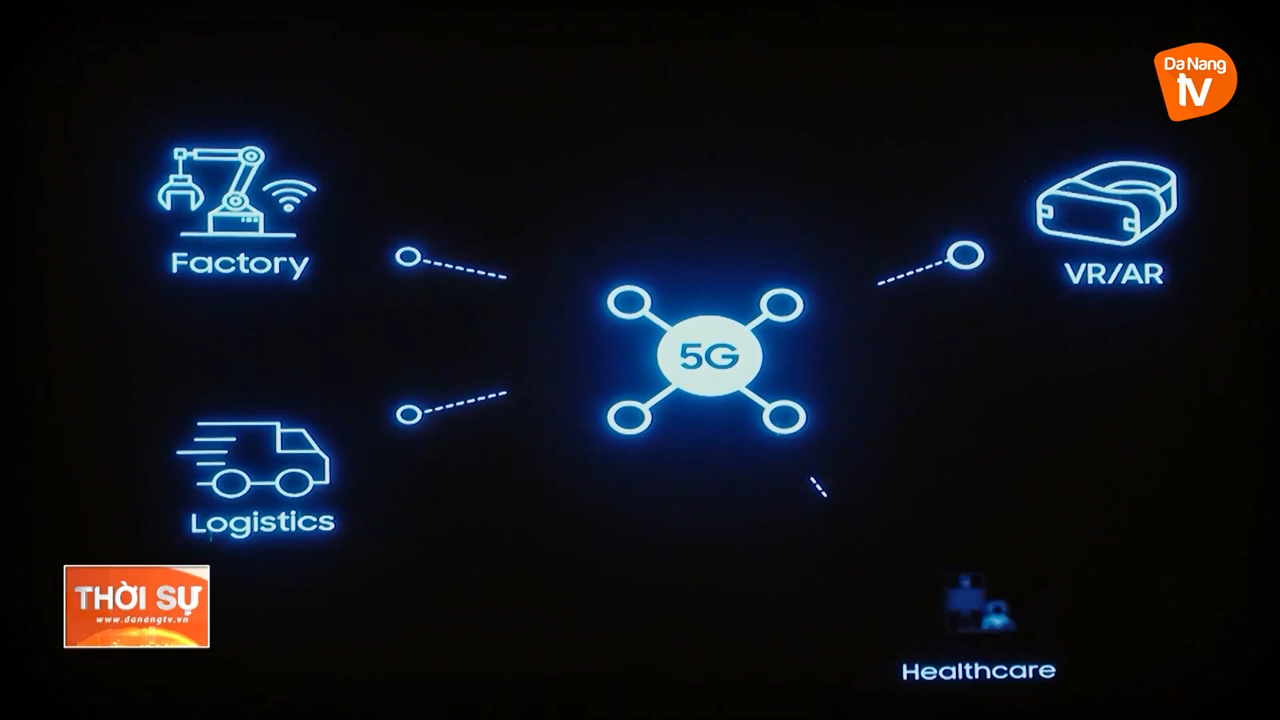 Da Nang
tv
Factory
VR/AR
5G
Logistics
THỜI SỰ
www.danangtv.vn
Healthcare